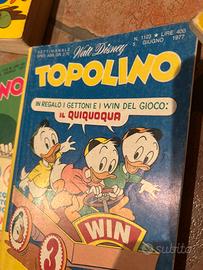 SETTIMANALE
Walt Disney
N. 1123 ★ LIRE 400
5 GIUGNO 1977
TOPOLINO
IN REGALO I GETTONI E I WIN DEL GIOCO:
IL QUIQUOQUA
WIN
3
NO
subito